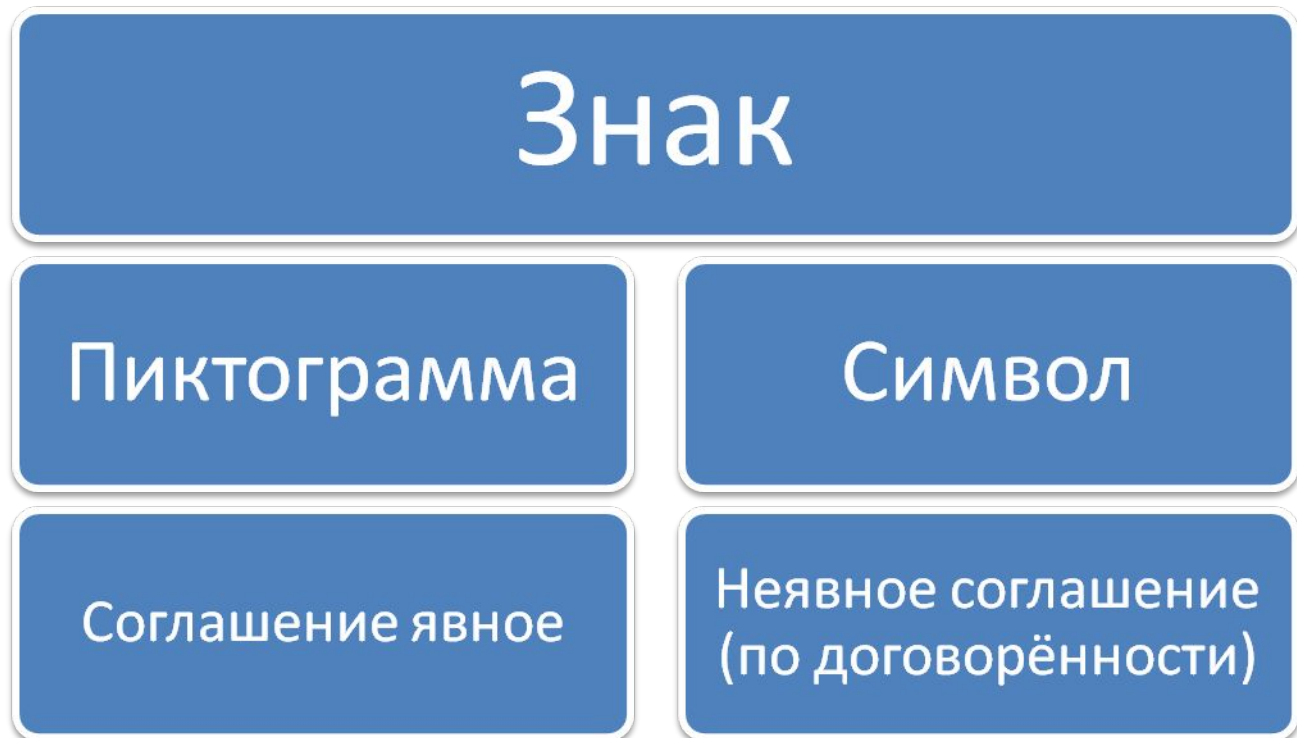 Знак
Пиктограмма
Символ
Соглашение явное
Неявное соглашение
(по договорённости)